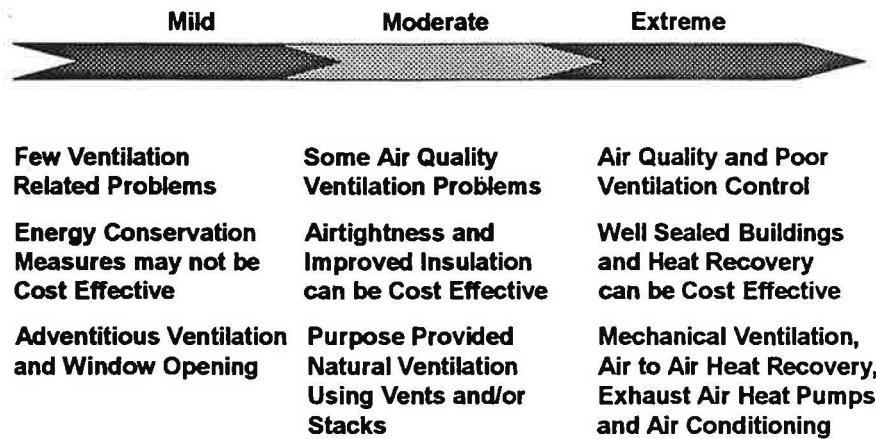 Mild
Moderate
Extreme
Few Ventilation
Related Problems
Some Air Quality
Ventilation Problems
Air Quality and Poor
Ventilation Control
Energy Conservation
Measures may not be
Cost Effective
Airtightness and
Improved Insulation
can be Cost Effective
Well Sealed Buildings
and Heat Recovery
can be Cost Effective
Adventitious Ventilation
and Window Opening
Purpose Provided
Natural Ventilation
Using Vents and/or
Stacks
Mechanical Ventilation,
Air to Air Heat Recovery,
Exhaust Air Heat Pumps
and Air Conditioning